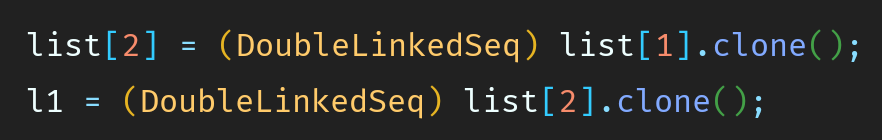 list[2] = (DoubleLinkedSeq) list[1].clone();
l1 = (DoubleLinkedSeq) list[2].clone();